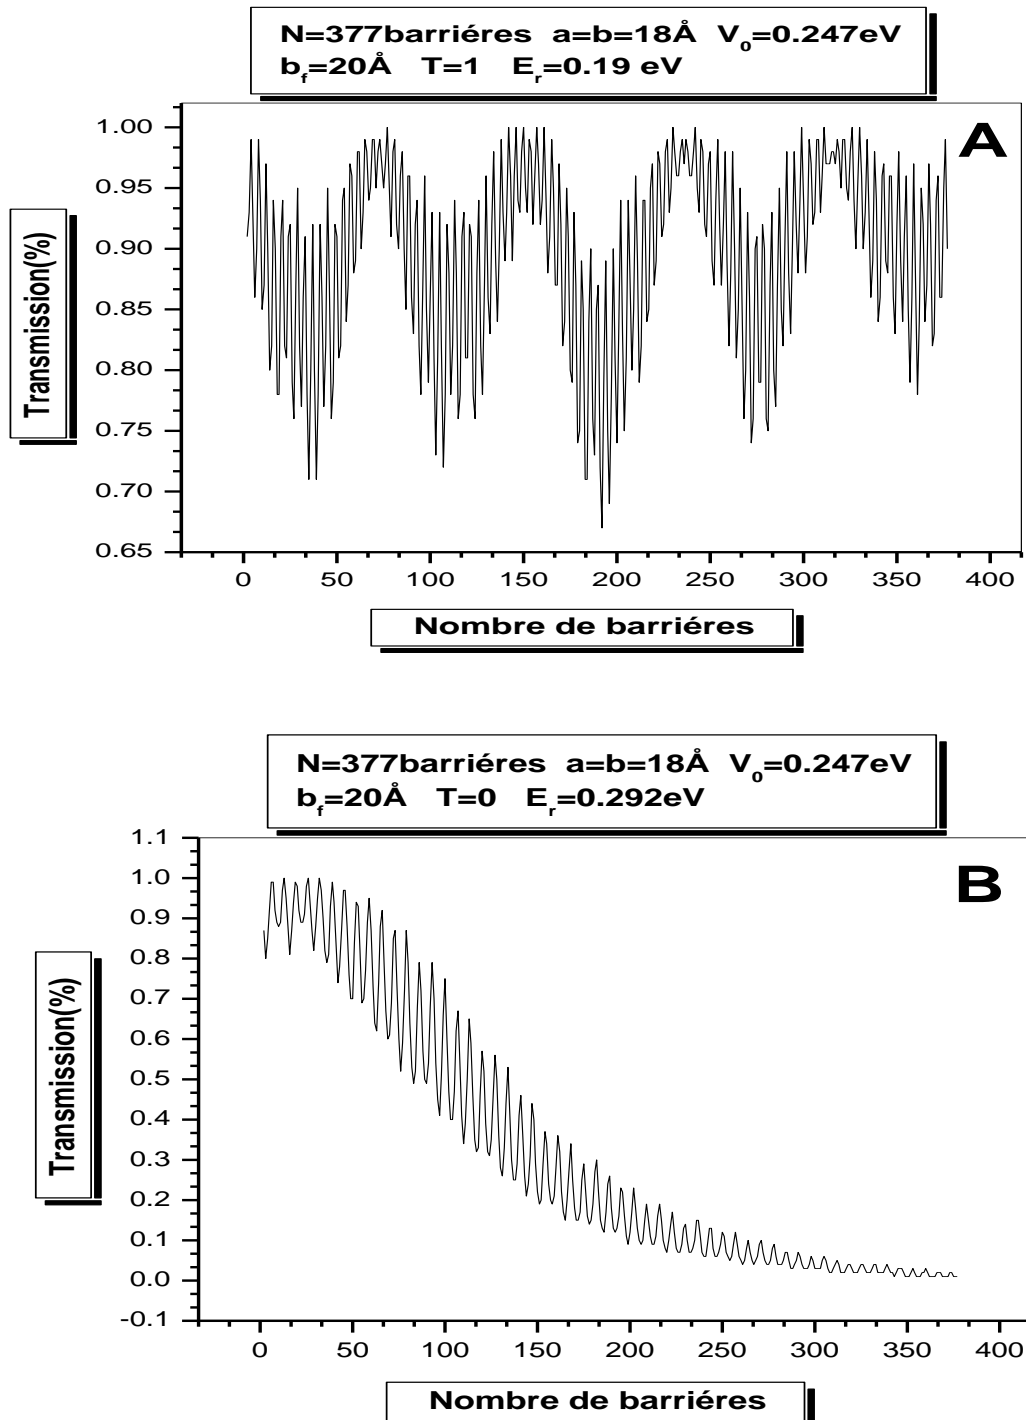 N=377barriéres a=b=18Å V0=0.247eV
bf=20Å T=1 Er=0.19 eV
A
Transmission(%)
1.00
0.95
0.90
0.85
0.80
0.75
0.70
0.65
0 50 100 150 200 250 300 350 400
Nombre de barriéres
N=377barriéres a=b=18Å V0=0.247eV
bf=20Å T=0 Er=0.292eV
B
Transmission(%)
1.1
1.0
0.9
0.8
0.7
0.6
0.5
0.4
0.3
0.2
0.1
0.0
-0.1
0 50 100 150 200 250 300 350 400
Nombre de barriéres